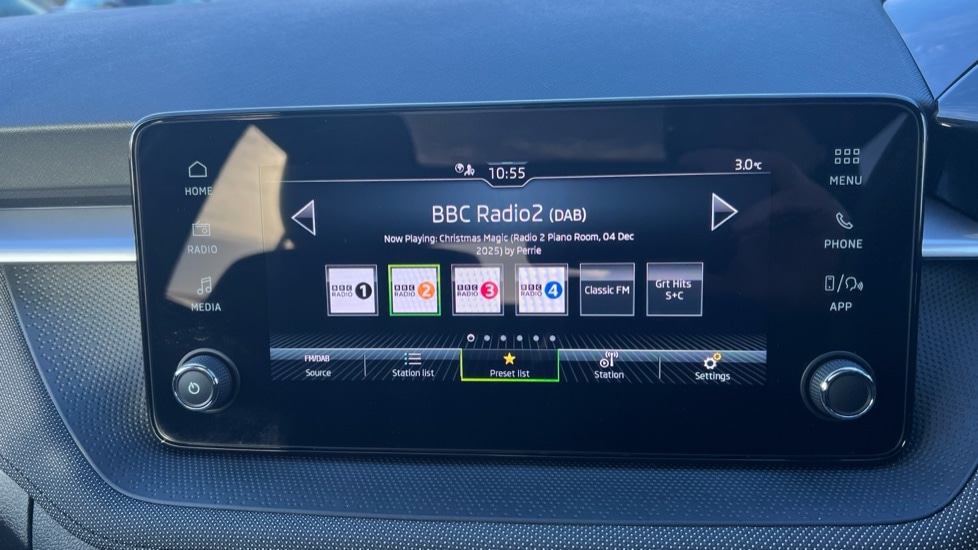 10:55
3.0°C
HOME
RADIO
MEDIA
MENU
PHONE
APP
BBC Radio2 (DAB)
Now Playing: Christmas Magic (Radio 2 Piano Room, 04 Dec
2025) by Perrie
BBC RADIO 1
BBC RADIO 2
BBC RADIO 3
BBC RADIO 4
Classic FM
Grt Hits
S+C
FM/DAB
Source
Station list
Preset list
Station
Settings